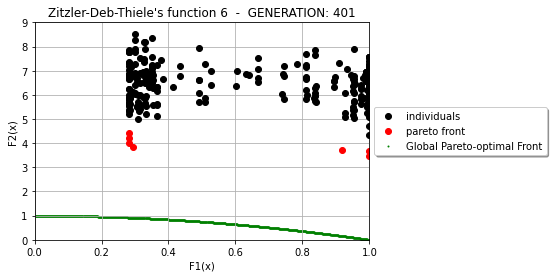 Zitzler-Deb-Thiele's function 6 - GENERATION: 401
9
8
7
6
5
4
3
2
1
0
F2(x)
0.0 0.2 0.4 0.6 0.8 1.0
F1(x)
individuals
pareto front
Global Pareto-optimal Front